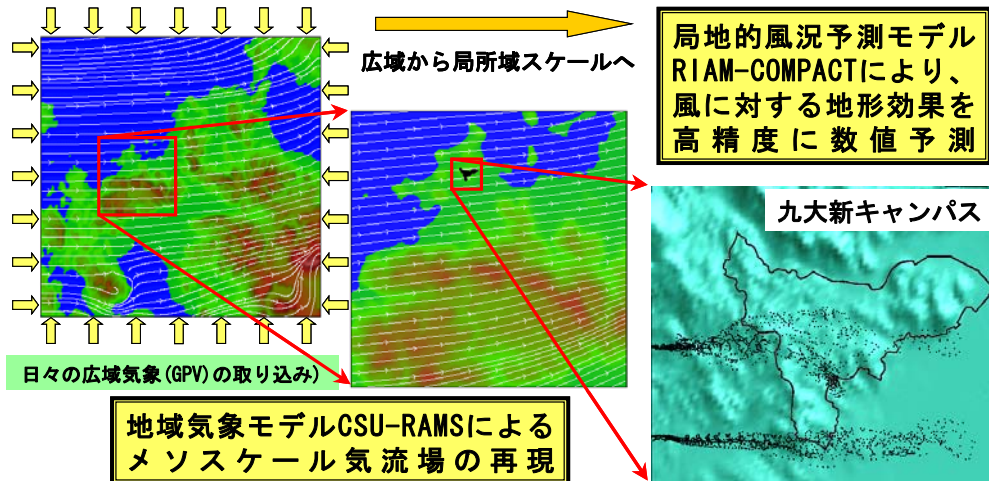 広域から局所域スケールへ
局地的風況予測モデル
RIAM-COMPACTにより、
風に対する地形効果を
高精度に数値予測
九大新キャンパス
日々の広域気象(GPV)の取り込み)
地域気象モデルCSU-RAMSによる
メソスケール気流場の再現